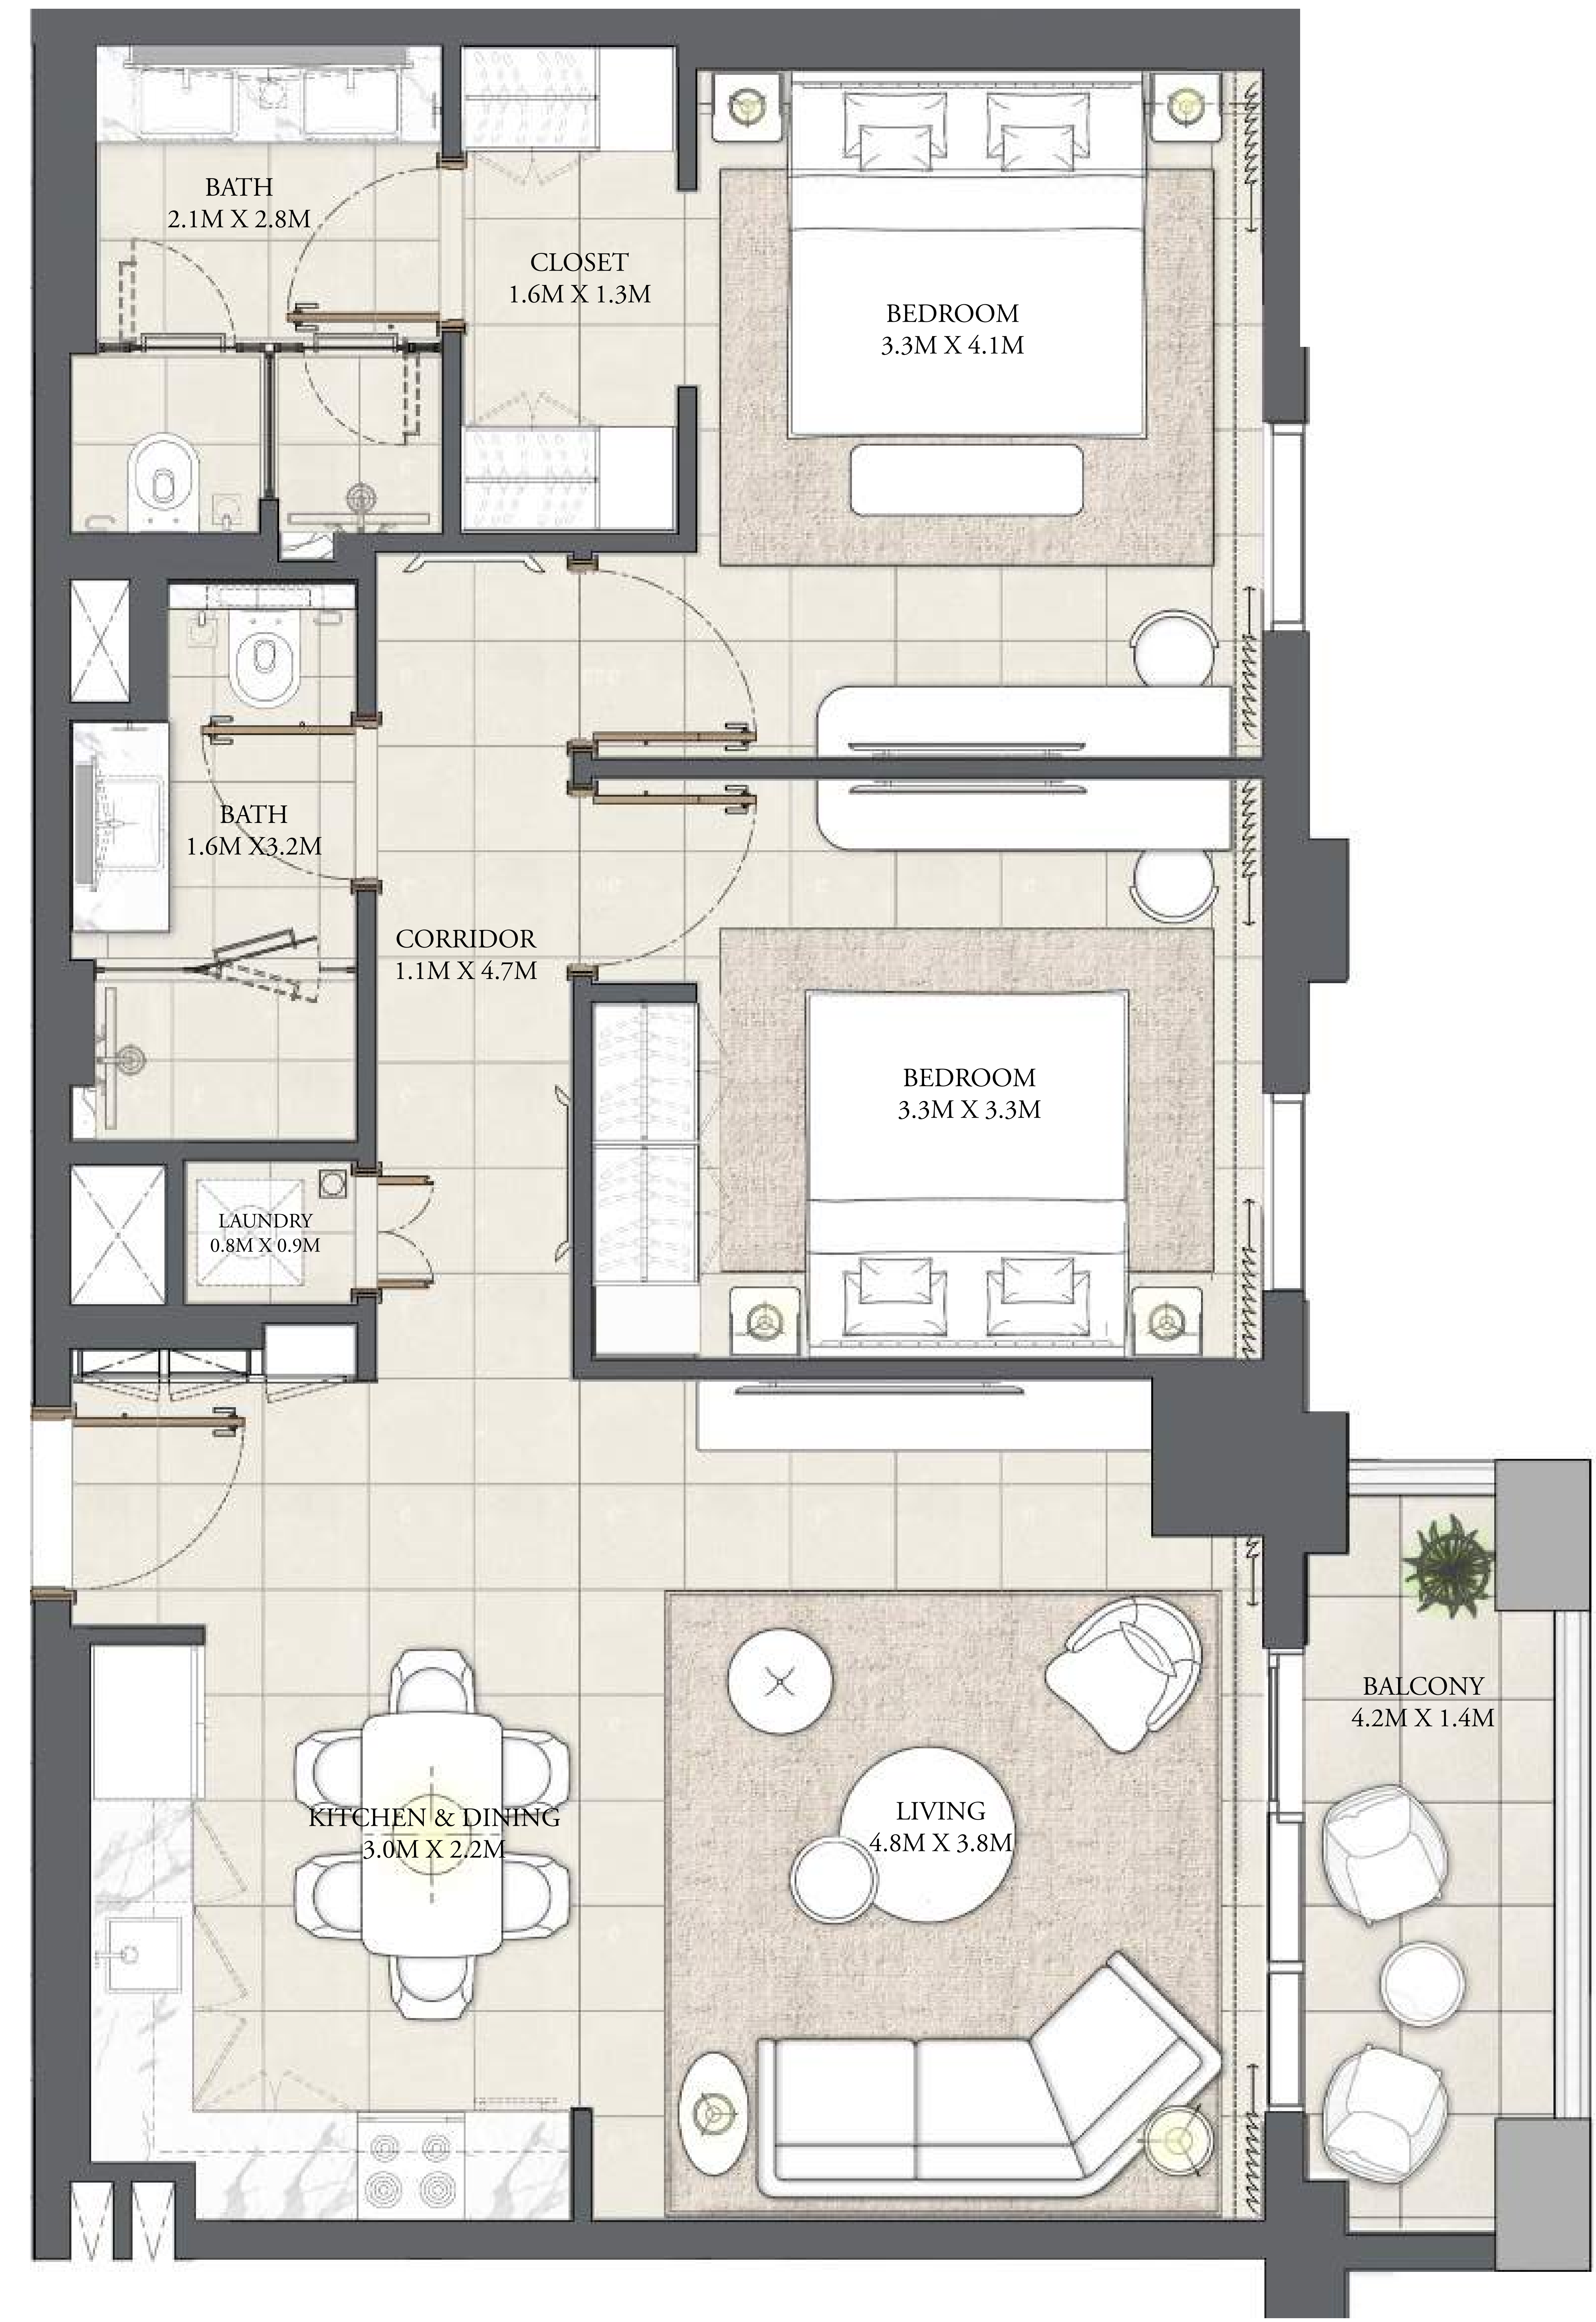 BATH
2.1M X 2.8M
CLOSET
1.6M X 1.3M
BEDROOM
3.3M X 4.1M
BATH
1.6M X3.2M
CORRIDOR
1.1M X 4.7M
BEDROOM
3.3M X 3.3M
LAUNDRY
0.8M X 0.9M
BALCONY
4.2M X 1.4M
KITCHEN & DINING
3.0M X 2.2M
LIVING
4.8M X 3.8M